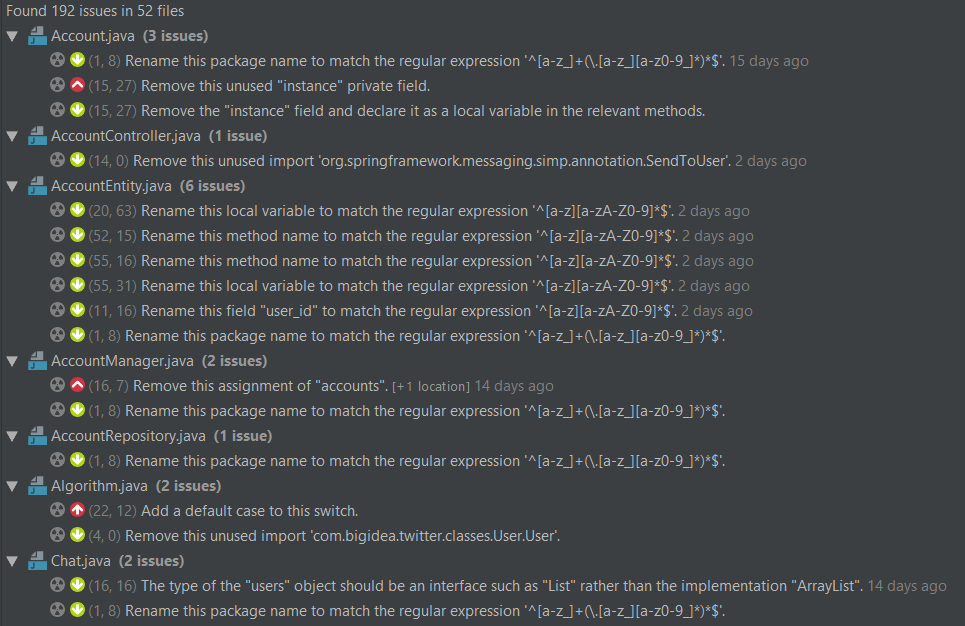 Found 192 issues in 52 files
Account.java (3 issues)
(1, 8) Rename this package name to match the regular expression '^[a-z_]+(\.[a-z_][a-z0-9_]*)*$'. 15 days ago
(15, 27) Remove this unused "instance" private field.
(15, 27) Remove the "instance" field and declare it as a local variable in the relevant methods.
AccountController.java (1 issue)
(14, 0) Remove this unused import 'org.springframework.messaging.simp.annotation.SendToUser'. 2 days ago
AccountEntity.java (6 issues)
(20, 63) Rename this local variable to match the regular expression '^[a-z][a-zA-Z0-9]*$'. 2 days ago
(52, 15) Rename this method name to match the regular expression '^[a-z][a-zA-Z0-9]*$'. 2 days ago
(55, 16) Rename this method name to match the regular expression '^[a-z][a-zA-Z0-9]*$'. 2 days ago
(55, 31) Rename this local variable to match the regular expression '^[a-z][a-zA-Z0-9]*$'. 2 days ago
(11, 16) Rename this field "user_id" to match the regular expression '^[a-z][a-zA-Z0-9]*$'. 2 days ago
(1, 8) Rename this package name to match the regular expression '^[a-z_]+(\.[a-z_][a-z0-9_]*)*$'.
AccountManager.java (2 issues)
(16, 7) Remove this assignment of "accounts". [+1 location] 14 days ago
(1, 8) Rename this package name to match the regular expression '^[a-z_]+(\.[a-z_][a-z0-9_]*)*$'.
AccountRepository.java (1 issue)
(1, 8) Rename this package name to match the regular expression '^[a-z_]+(\.[a-z_][a-z0-9_]*)*$'.
Algorithm.java (2 issues)
(22, 12) Add a default case to this switch.
(4, 0) Remove this unused import 'com.bigidea.twitter.classes.User.User'.
Chat.java (2 issues)
(16, 16) The type of the "users" object should be an interface such as "List" rather than the implementation "ArrayList". 14 days ago
(1, 8) Rename this package name to match the regular expression '^[a-z_]+(\.[a-z_][a-z0-9_]*)*$'.